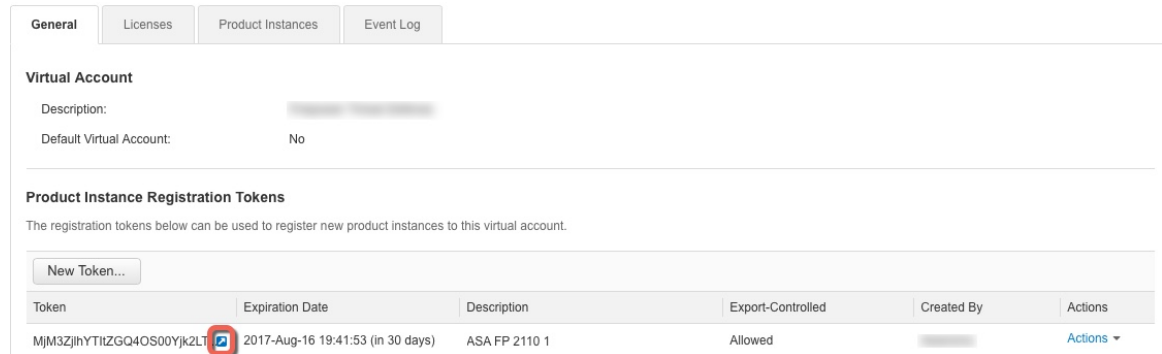 General Licenses Product Instances Event Log
Virtual Account
Description:
Default Virtual Account: No
Product Instance Registration Tokens
The registration tokens below can be used to register new product instances to this virtual account.
New Token...
Token Expiration Date Description Export-Controlled Created By Actions
MjM3ZjlhYTItZGQ4OS00Yjk2LT 2017-Aug-16 19:41:53 (in 30 days) ASA FP 2110 1 Allowed Actions